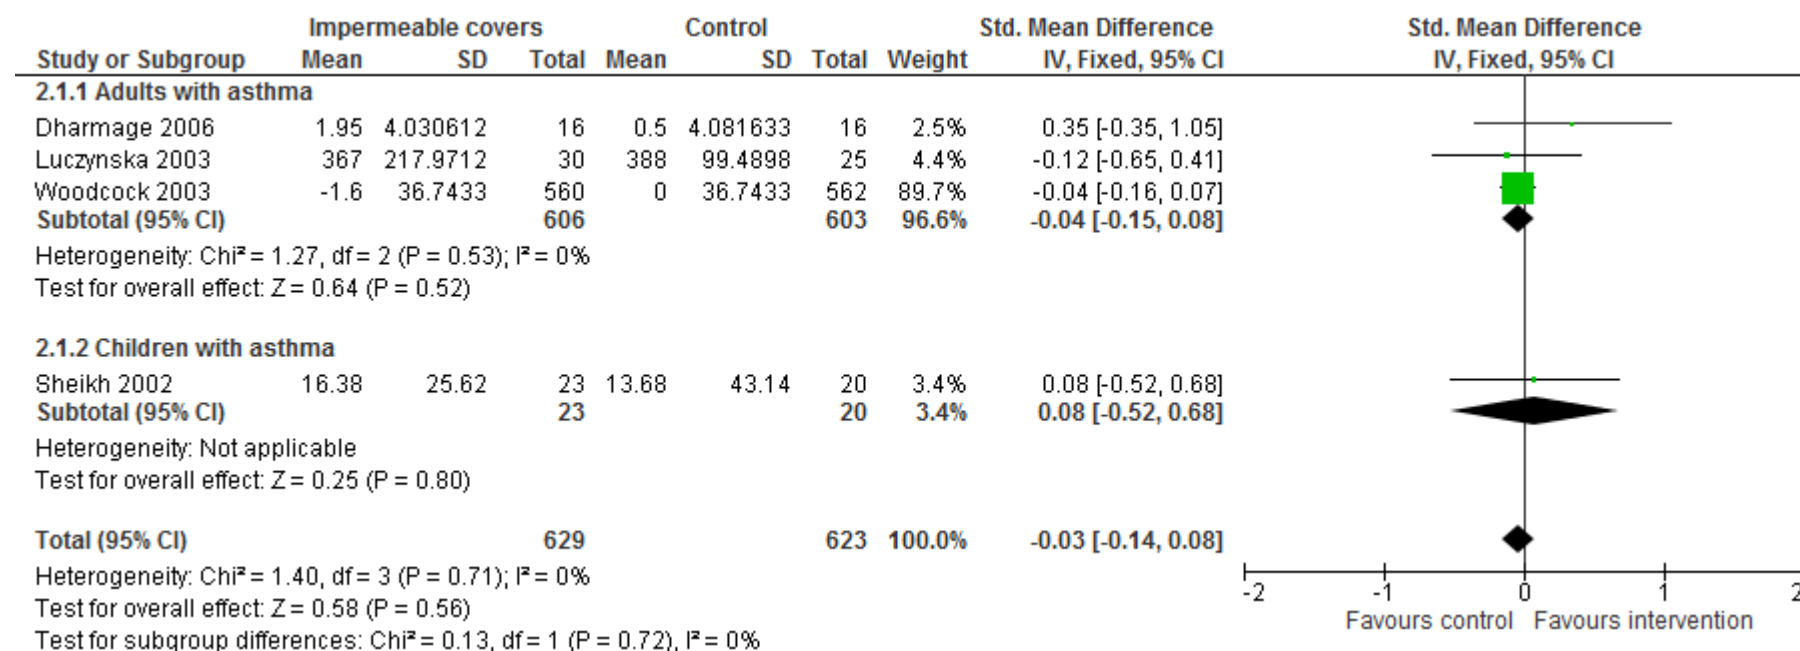 Impermeable covers Control Std. Mean Difference Std. Mean Difference
Study or Subgroup Mean SD Total Mean SD Total Weight IV, Fixed, 95% CI IV, Fixed, 95% CI
2.1.1 Adults with asthma
Dharmage 2006 1.95 4.030612 16 0.5 4.081633 16 2.5% 0.35 [-0.35, 1.05]
Luczynska 2003 367 217.9712 30 388 99.4898 25 4.4% -0.12 [-0.65, 0.41]
Woodcock 2003 -1.6 36.7433 560 0 36.7433 562 89.7% -0.04 [-0.16, 0.07]
Subtotal (95% CI) 606 603 96.6% -0.04 [-0.15, 0.08]
Heterogeneity: Chi² = 1.27, df = 2 (P = 0.53); I² = 0%
Test for overall effect: Z = 0.64 (P = 0.52)
2.1.2 Children with asthma
Sheikh 2002 16.38 25.62 23 13.68 43.14 20 3.4% 0.08 [-0.52, 0.68]
Subtotal (95% CI) 23 20 3.4% 0.08 [-0.52, 0.68]
Heterogeneity: Not applicable
Test for overall effect: Z = 0.25 (P = 0.80)
Total (95% CI) 629 623 100.0% -0.03 [-0.14, 0.08]
Heterogeneity: Chi² = 1.40, df = 3 (P = 0.71); I² = 0%
Test for overall effect: Z = 0.58 (P = 0.56)
Test for subgroup differences: Chi² = 0.13, df = 1 (P = 0.72), I² = 0%
-2 -1 0 1 2
Favours control Favours intervention